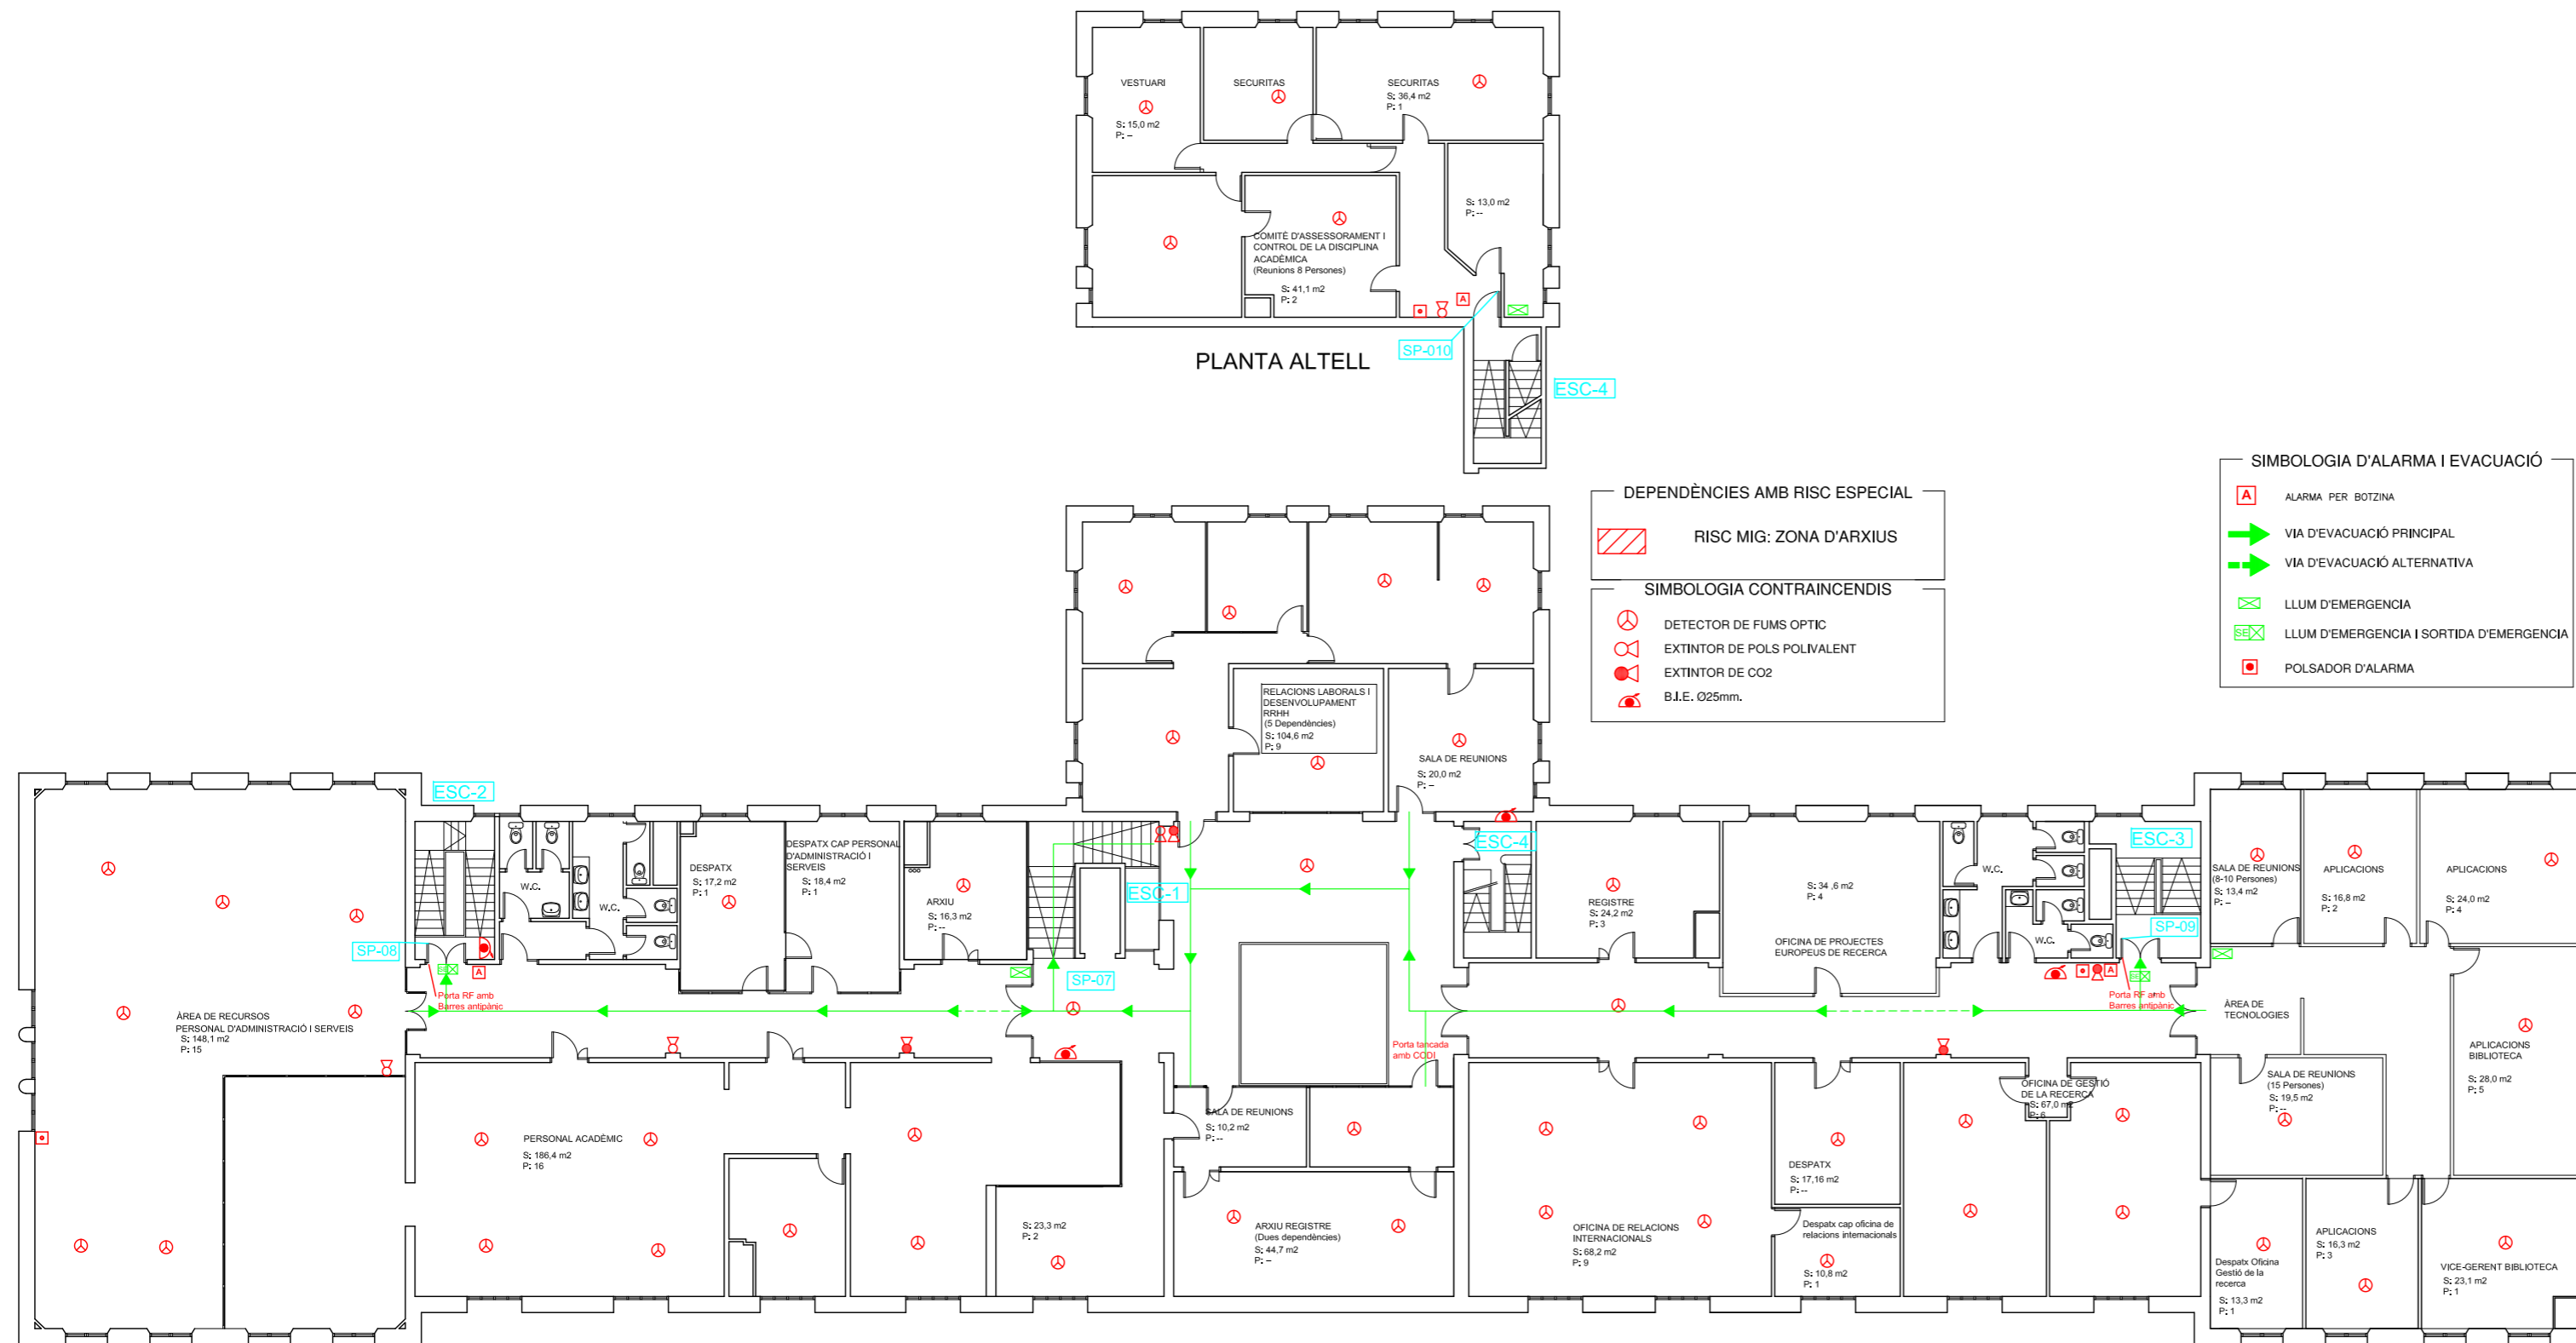 VESTUARI
S: 15,0 m2
P: --
SECURITAS
SECURITAS
S: 36,4 m2
P: 1
S: 13,0 m2
P: --
COMITÈ D'ASSESSORAMENT I
CONTROL DE LA DISCIPLINA
ACADÈMICA
(Reunions 8 Persones)
S: 41,1 m2
P: 2
A
SP-010
PLANTA ALTELL
ESC-4
DEPENDÈNCIES AMB RISC ESPECIAL
RISC MIG: ZONA D'ARXIUS
SIMBOLOGIA CONTRAINCENDIS
DETECTOR DE FUMS OPTIC
EXTINTOR DE POLS POLIVALENT
EXTINTOR DE CO2
B.I.E. Ø25mm.
SIMBOLOGIA D'ALARMA I EVACUACIÓ
A
ALARMA PER BOTZINA
VIA D'EVACUACIÓ PRINCIPAL
VIA D'EVACUACIÓ ALTERNATIVA
LLUM D'EMERGENCIA
SE
LLUM D'EMERGENCIA I SORTIDA D'EMERGENCIA
POLSADOR D'ALARMA
RELACIONS LABORALS I
DESENVOLUPAMENT
RRHH
(5 Dependències)
S: 104,6 m2
P: 9
SALA DE REUNIONS
S: 20,0 m2
P: --
ESC-2
SP-08
SE
A
Porta RF amb
Barres antipànic
W.C.
W.C.
DESPATX
S: 17,2 m2
P: 1
DESPATX CAP PERSONAL
D'ADMINISTRACIÓ I
SERVEIS
S: 18,4 m2
P: 1
ARXIU
S: 16,3 m2
P: --
ESC-1
SP-07
ESC-4
REGISTRE
S: 24,2 m2
P: 3
S: 34 ,6 m2
P: 4
OFICINA DE PROJECTES
EUROPEUS DE RECERCA
W.C.
W.C.
ESC-3
SP-09
A
SE
Porta RF amb
Barres antipànic
SALA DE REUNIONS
(8-10 Persones)
S: 13,4 m2
P: --
APLICACIONS
S: 16,8 m2
P: 2
APLICACIONS
S: 24,0 m2
P: 4
ÀREA DE RECURSOS
PERSONAL D'ADMINISTRACIÓ I SERVEIS
S: 148,1 m2
P: 15
Porta tancada
amb CODI
ÀREA DE
TECNOLOGIES
APLICACIONS
BIBLIOTECA
S: 28,0 m2
P: 5
PERSONAL ACADÈMIC
S: 186,4 m2
P: 16
S: 23,3 m2
P: 2
SALA DE REUNIONS
S: 10,2 m2
P: --
ARXIU REGISTRE
(Dues dependències)
S: 44,7 m2
P: --
OFICINA DE RELACIONS
INTERNACIONALS
S: 68,2 m2
P: 9
DESPATX
S: 17,16 m2
P: --
Despatx cap oficina de
relacions internacionals
S: 10,8 m2
P: 1
OFICINA DE GESTIÓ
DE LA RECERCA
S: 67,0 m2
P: 6
SALA DE REUNIONS
(15 Persones)
S: 19,5 m2
P: --
Despatx Oficina
Gestió de la
recerca
S: 13,3 m2
P: 1
APLICACIONS
S: 16,3 m2
P: 3
VICE-GERENT BIBLIOTECA
S: 23,1 m2
P: 1